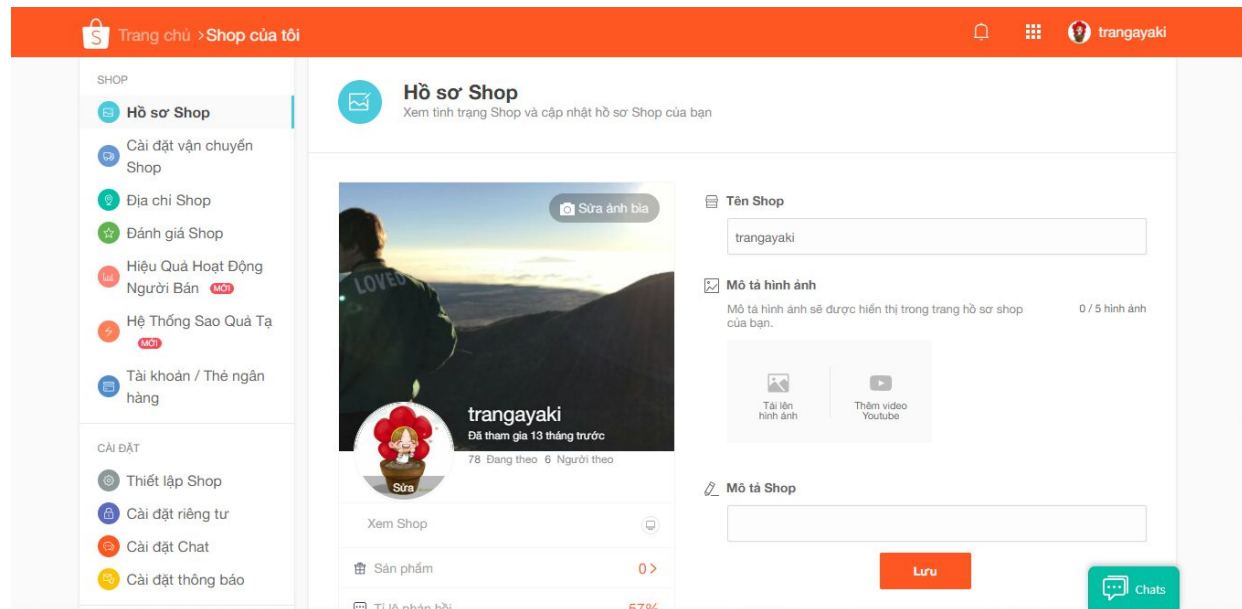 Trang chủ >Shop của tôi
trangayaki
SHOP
Hồ sơ Shop
Cài đặt vận chuyển
Shop
Địa chỉ Shop
Đánh giá Shop
Hiệu Quả Hoạt Động
Người Bán MỚI
Hệ Thống Sao Quả Tạ
MỚI
Tài khoản / Thẻ ngân
hàng
CÀI ĐẶT
Thiết lập Shop
Cài đặt riêng tư
Cài đặt Chat
Cài đặt thông báo
Hồ sơ Shop
Xem tình trạng Shop và cập nhật hồ sơ Shop của bạn
Sửa ảnh bìa
LOVED
trangayaki
Đã tham gia 13 tháng trước
78 Đang theo 6 Người theo
Sửa
Xem Shop
Sản phẩm 0 >
Tỉ lệ phản hồi 57%
Tên Shop
trangayaki
Mô tả hình ảnh
Mô tả hình ảnh sẽ được hiển thị trong trang hồ sơ shop
của bạn.
0 / 5 hình ảnh
Tải lên
hình ảnh
Thêm video
Youtube
Mô tả Shop
Lưu
Chats